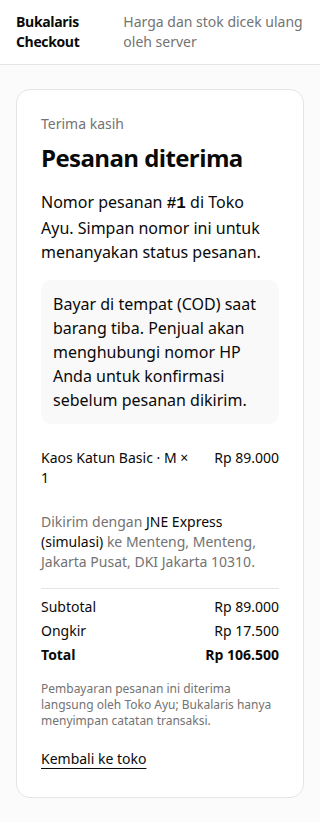 Bukalaris
Checkout
Harga dan stok dicek ulang
oleh server
Terima kasih
Pesanan diterima
Nomor pesanan #1 di Toko
Ayu. Simpan nomor ini untuk
menanyakan status pesanan.
Bayar di tempat (COD) saat
barang tiba. Penjual akan
menghubungi nomor HP
Anda untuk konfirmasi
sebelum pesanan dikirim.
Kaos Katun Basic · M × Rp 89.000
1
Dikirim dengan JNE Express
(simulasi) ke Menteng, Menteng,
Jakarta Pusat, DKI Jakarta 10310.
Subtotal Rp 89.000
Ongkir Rp 17.500
Total Rp 106.500
Pembayaran pesanan ini diterima
langsung oleh Toko Ayu; Bukalaris hanya
menyimpan catatan transaksi.
Kembali ke toko